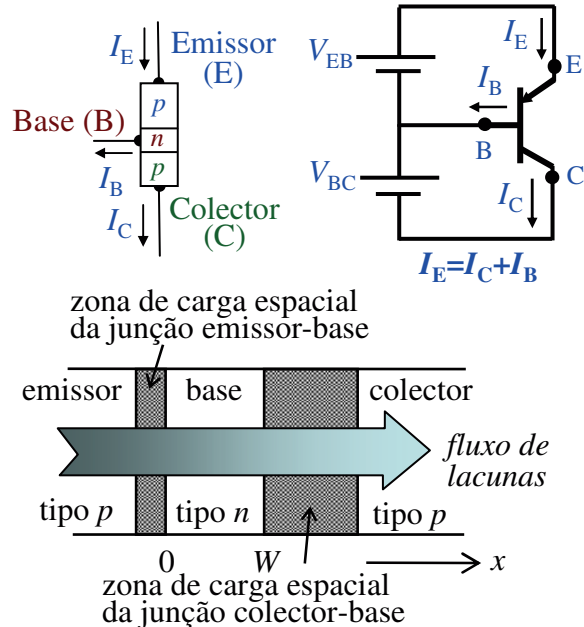 I_E
Emissor
(E)
p
Base (B)
n
p
I_B
I_C
Colector
(C)
V_EB
I_E
E
I_B
B
V_BC
C
I_C
I_E=I_C+I_B
zona de carga espacial
da junção emissor-base
emissor
base
colector
fluxo de
lacunas
tipo p
tipo n
tipo p
0
W
x
zona de carga espacial
da junção colector-base